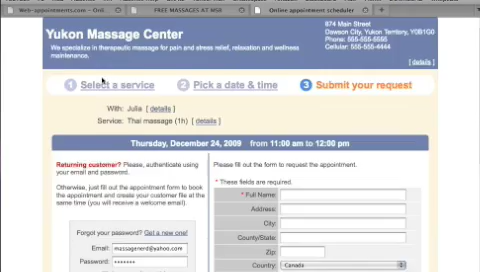 Web- appointments.com - Onl...
FREE MASSAGES AT MSR
Online appointment scheduler
Yukon Massage Center
We specialize in therapeutic massage for pain and stress relief, relaxation and wellness
maintenance.
874 Main Street
Dawson City, Yukon Territory, Y0B1G0
Phone: 555-555-5555
Cellular: 555-555-4444
[ details ]
1 Select a service
2 Pick a date & time
3 Submit your request
With: Julia [ details ]
Service: Thai massage (1h) [ details ]
Thursday, December 24, 2009 from 11:00 am to 12:00 pm
Returning customer? Please, authenticate using
your email and password.
Otherwise, just fill out the appointment form to book
the appointment and create your customer file at the
same time (you will receive a welcome email).
Forgot your password? Get a new one!
Email: massagenerd@yahoo.com
Password: •••••••
Please fill out the form to request the appointment.
* These fields are required.
* Full Name:
Address:
City:
County/State:
Zip:
Country: Canada